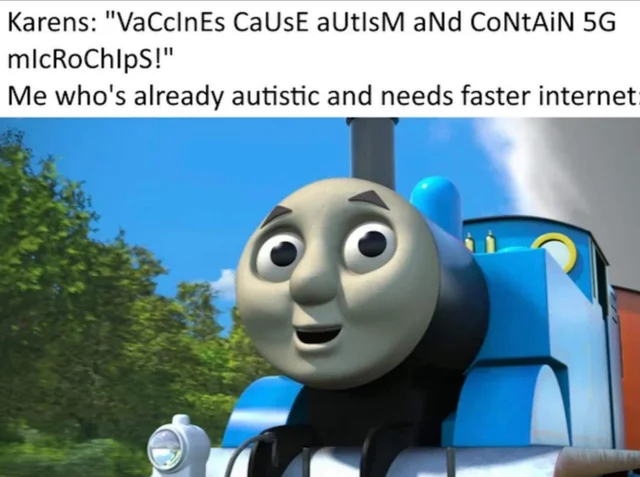 Karens: "VaCcInEs CaUsE aUtIsM aNd CoNtAiN 5G
mIcRoChIpS!"
Me who's already autistic and needs faster internet: